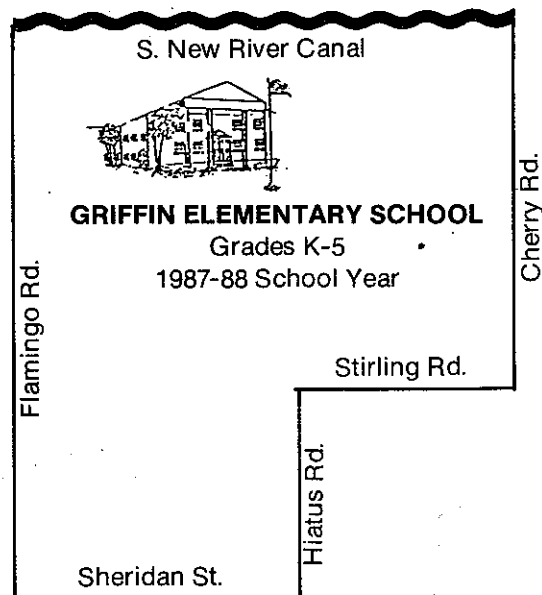 S. New River Canal
GRIFFIN ELEMENTARY SCHOOL
Grades K-5
1987-88 School Year
Cherry Rd.
Flamingo Rd.
Stirling Rd.
Hiatus Rd.
Sheridan St.